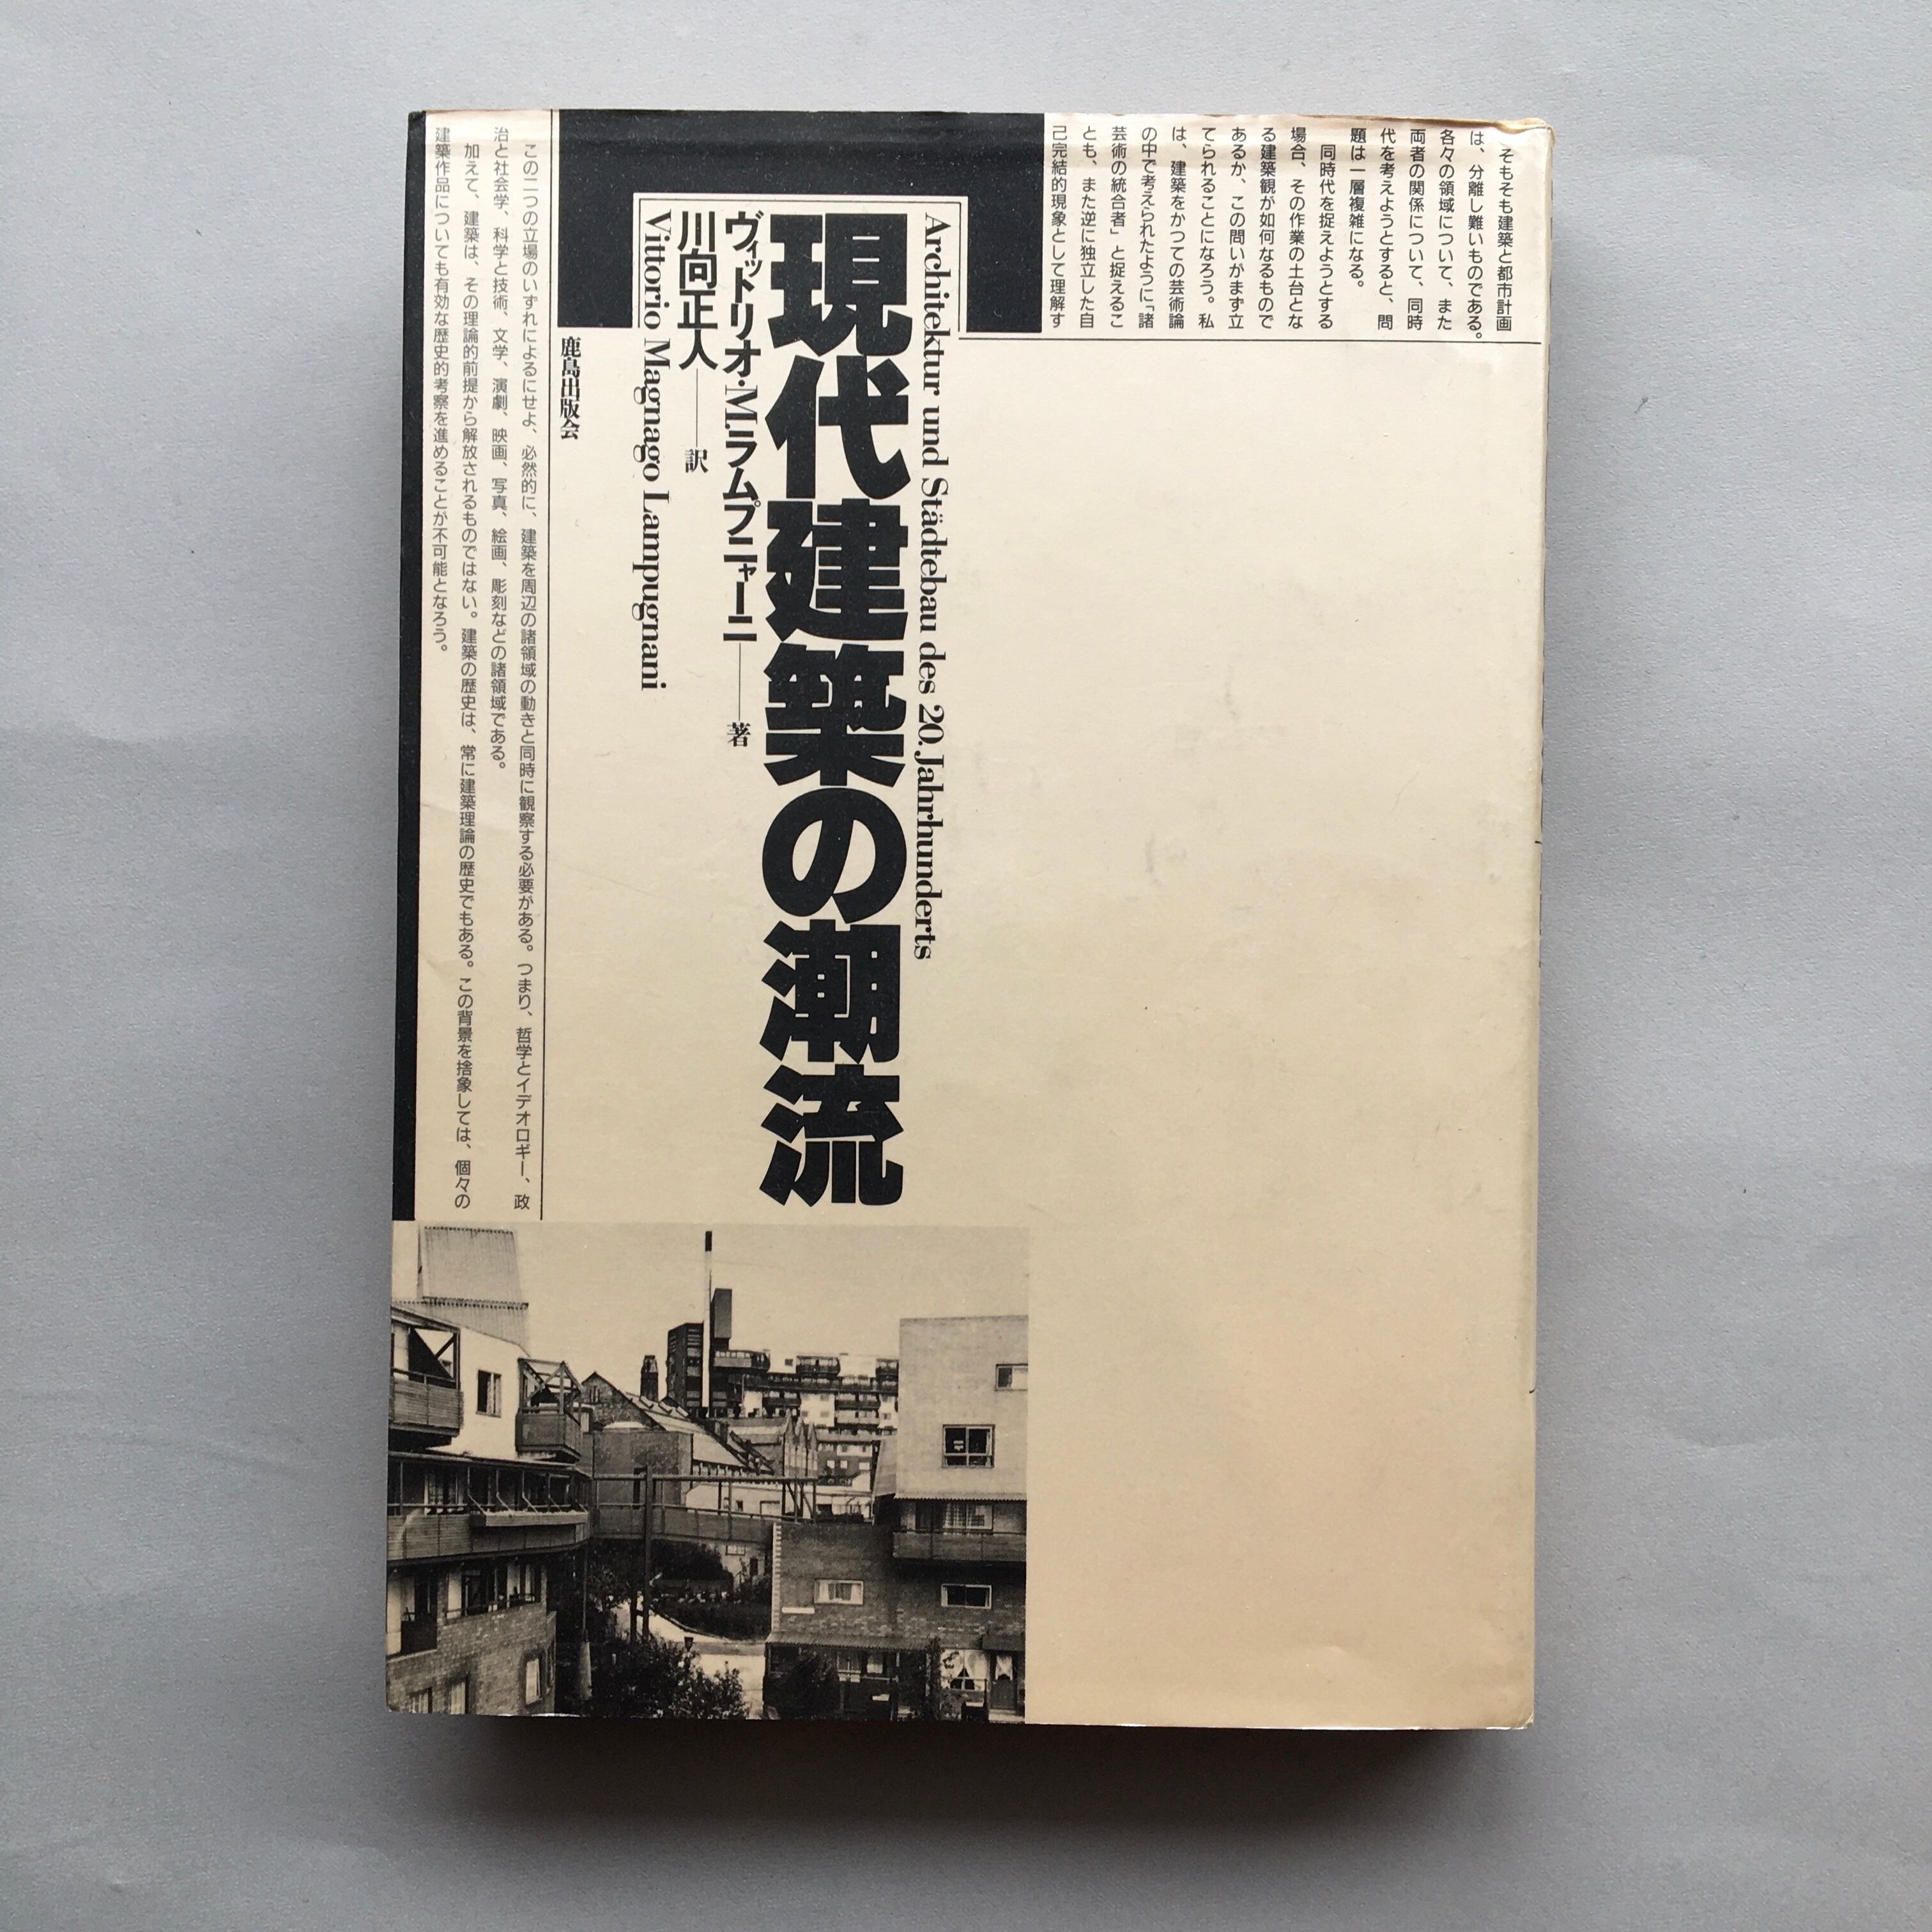 そもそも建築と都市計画
は、分離し難いものである。
各々の領域について、また
両者の関係について、同時
代を考えようとすると、問
題は一層複雑になる。
同時代を捉えようとする
場合、その作業の土台とな
る建築観が如何なるもので
あるか、この問いがまず立
てられることになろう。私
は、建築をかつての芸術論
の中で考えられたように「諸
芸術の統合者」と捉えるこ
とも、また逆に独立した自
己完結的現象として理解す
Architektur und Städtebau des 20. Jahrhunderts
現代建築の潮流
ヴィットリオ・M.ラムプニャーニ——著
川向正人——訳
Vittorio Magnago Lampugnani
鹿島出版会
この二つの立場のいずれによるにせよ、必然的に、建築を周辺の諸領域の動きと同時に観察する必要がある。つまり、哲学とイデオロギー、政
治と社会学、科学と技術、文学、演劇、映画、写真、絵画、彫刻などの諸領域である。
加えて、建築は、その理論的前提から解放されるものではない。建築の歴史は、常に建築理論の歴史でもある。この背景を捨象しては、個々の
建築作品についても有効な歴史的考察を進めることが不可能となろう。